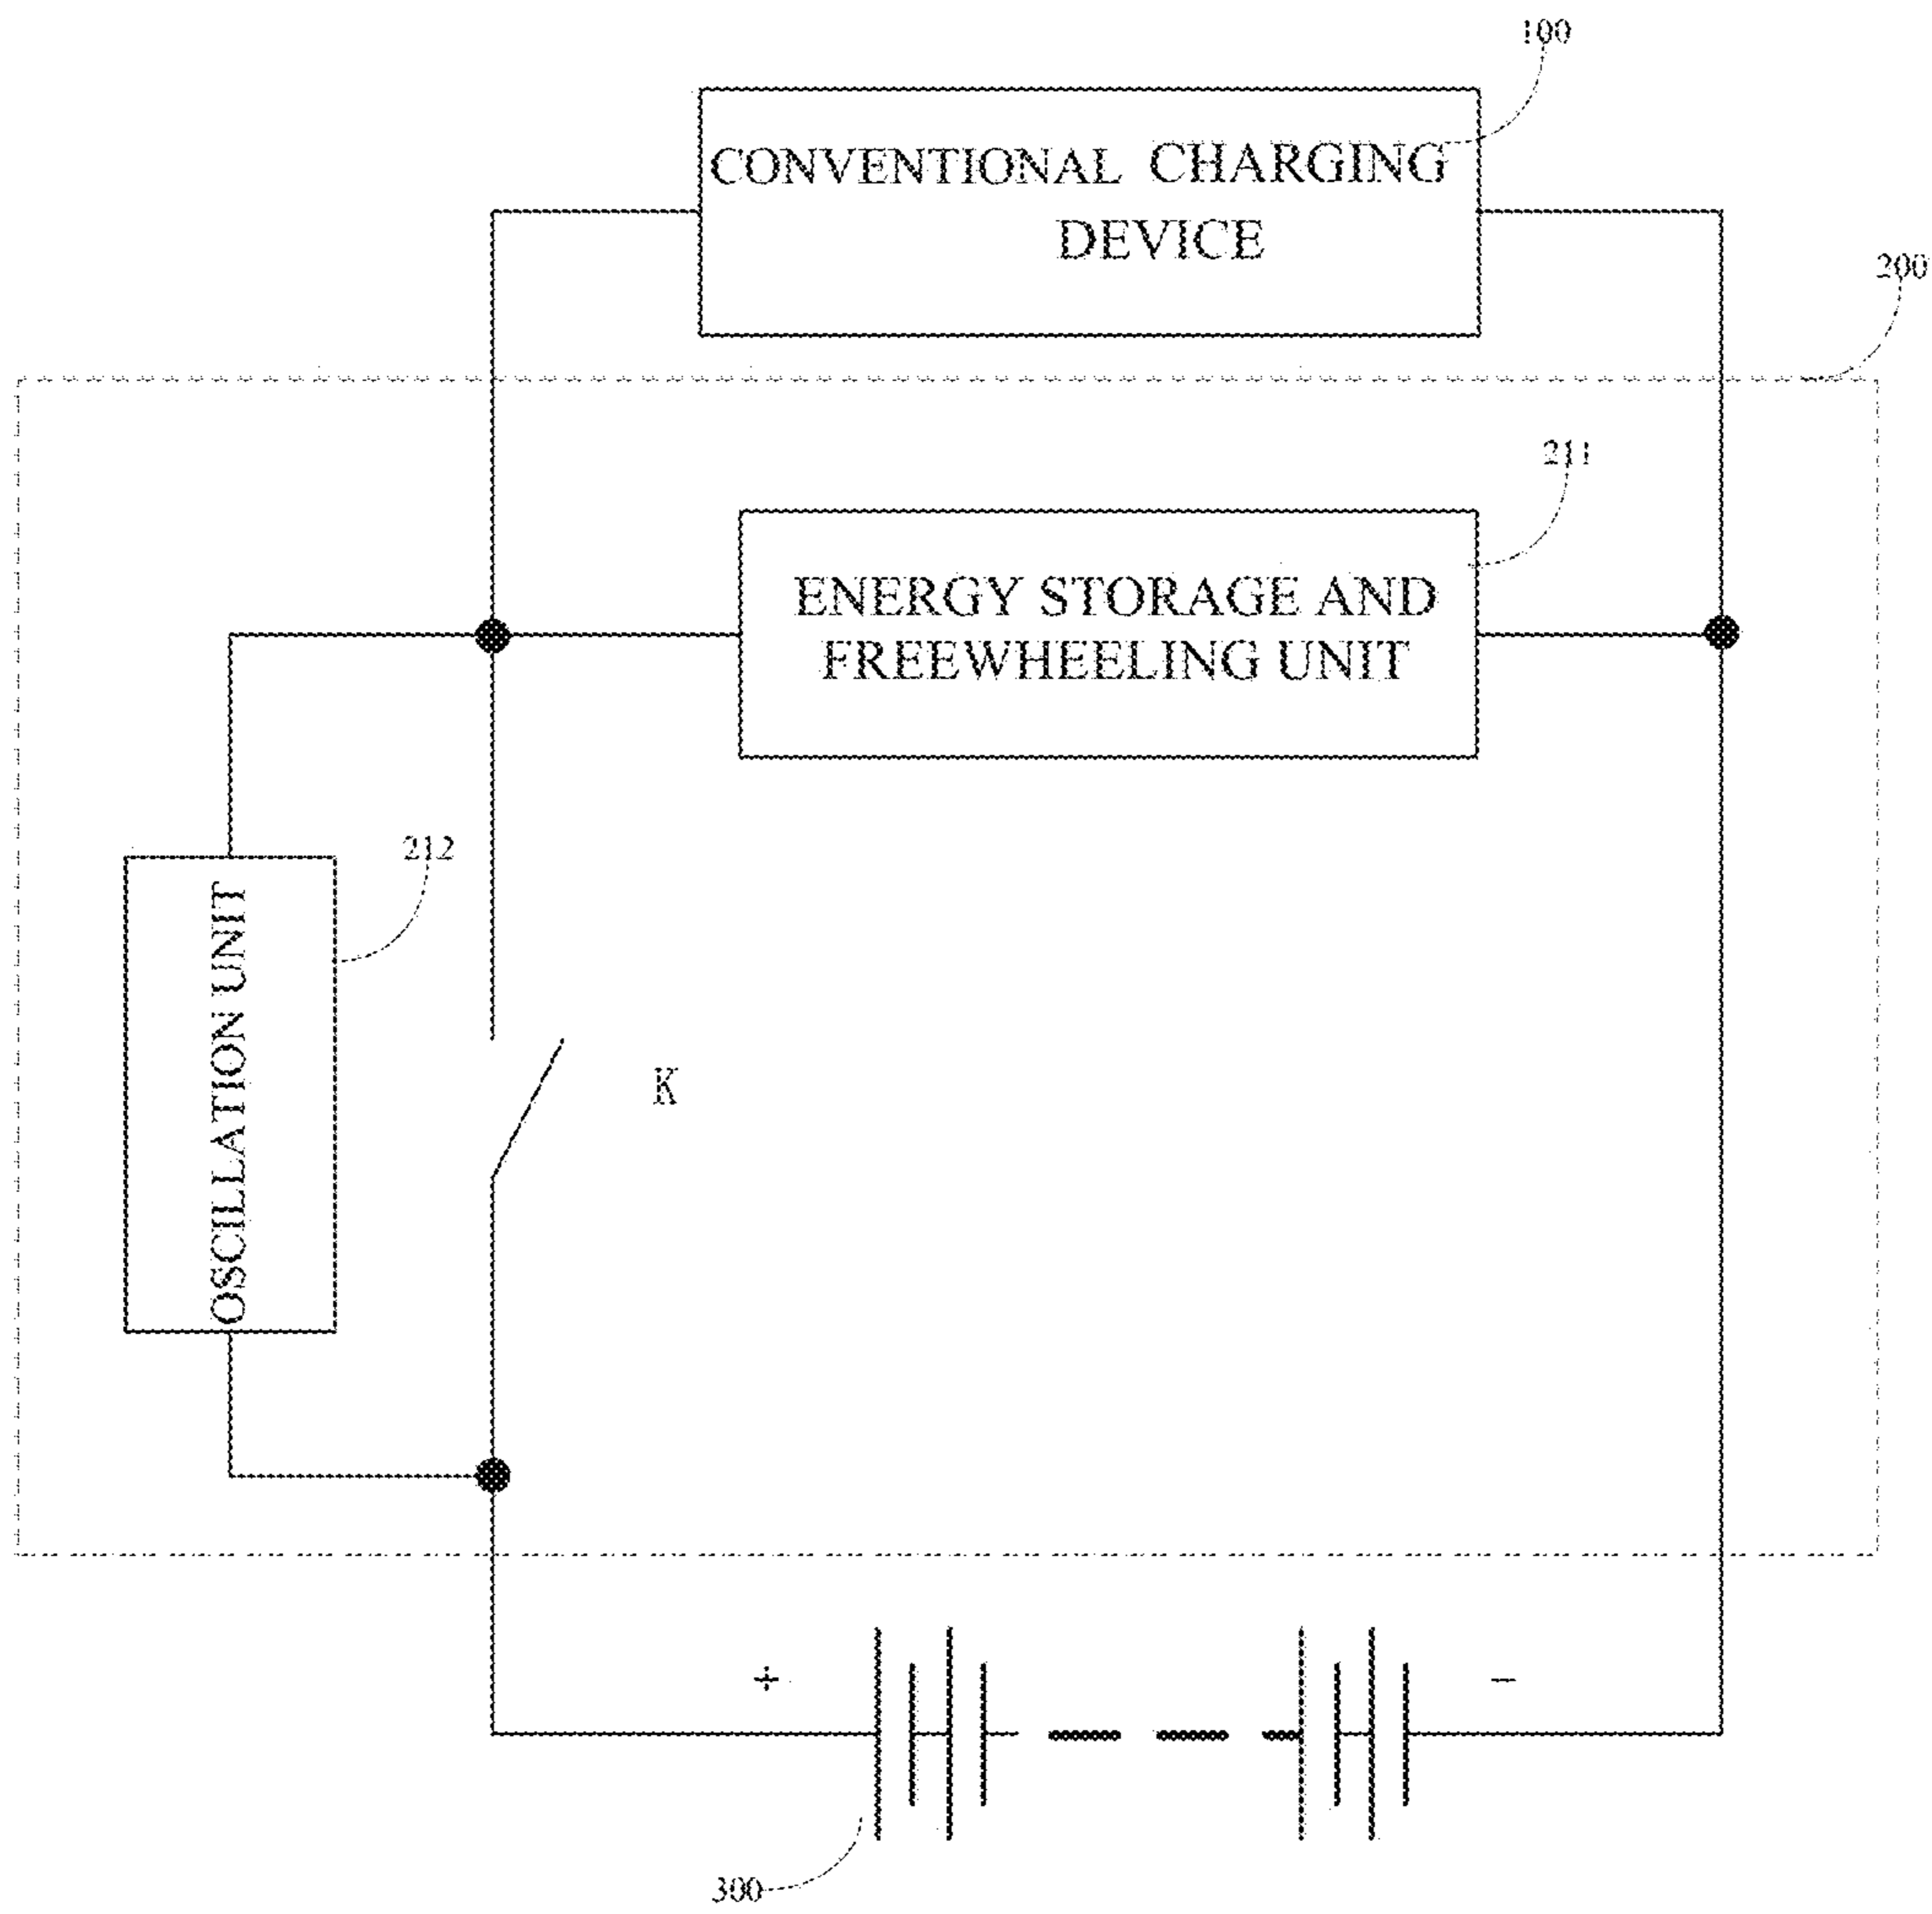 100
CONVENTIONAL CHARGING
DEVICE
200
211
ENERGY STORAGE AND
FREEWHEELING UNIT
212
OSCILLATION UNIT
K
+
−
300